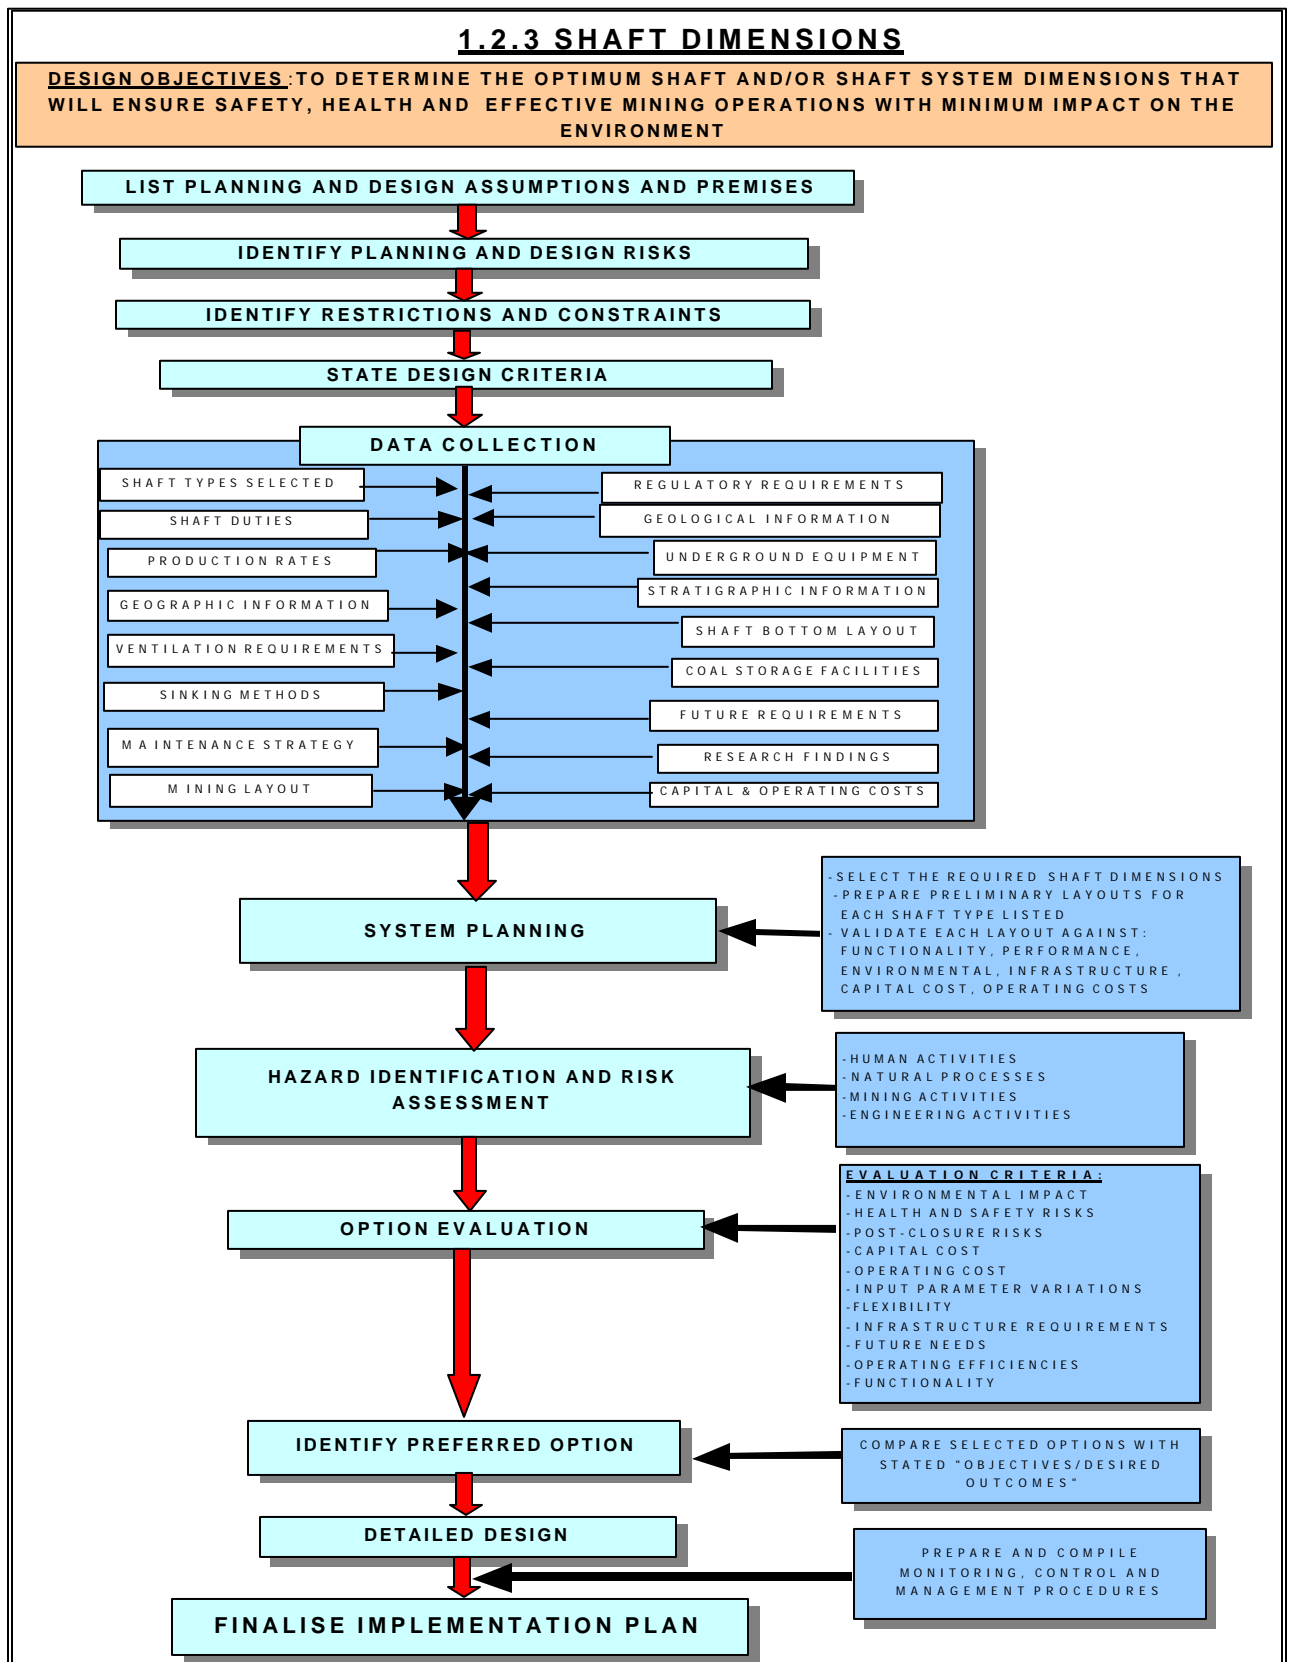 1.2.3 SHAFT DIMENSIONS
DESIGN OBJECTIVES :TO DETERMINE THE OPTIMUM SHAFT AND/OR SHAFT SYSTEM DIMENSIONS THAT
WILL ENSURE SAFETY, HEALTH AND EFFECTIVE MINING OPERATIONS WITH MINIMUM IMPACT ON THE
ENVIRONMENT
LIST PLANNING AND DESIGN ASSUMPTIONS AND PREMISES
IDENTIFY PLANNING AND DESIGN RISKS
IDENTIFY RESTRICTIONS AND CONSTRAINTS
STATE DESIGN CRITERIA
DATA COLLECTION
SHAFT TYPES SELECTED
SHAFT DUTIES
PRODUCTION RATES
GEOGRAPHIC INFORMATION
VENTILATION REQUIREMENTS
SINKING METHODS
MAINTENANCE STRATEGY
MINING LAYOUT
REGULATORY REQUIREMENTS
GEOLOGICAL INFORMATION
UNDERGROUND EQUIPMENT
STRATIGRAPHIC INFORMATION
SHAFT BOTTOM LAYOUT
COAL STORAGE FACILITIES
FUTURE REQUIREMENTS
RESEARCH FINDINGS
CAPITAL & OPERATING COSTS
SYSTEM PLANNING
-SELECT THE REQUIRED SHAFT DIMENSIONS
-PREPARE PRELIMINARY LAYOUTS FOR
EACH SHAFT TYPE LISTED
- VALIDATE EACH LAYOUT AGAINST:
FUNCTIONALITY, PERFORMANCE,
ENVIRONMENTAL, INFRASTRUCTURE ,
CAPITAL COST, OPERATING COSTS
HAZARD IDENTIFICATION AND RISK
ASSESSMENT
-HUMAN ACTIVITIES
-NATURAL PROCESSES
-MINING ACTIVITIES
-ENGINEERING ACTIVITIES
OPTION EVALUATION
EVALUATION CRITERIA:
-ENVIRONMENTAL IMPACT
-HEALTH AND SAFETY RISKS
-POST-CLOSURE RISKS
-CAPITAL COST
-OPERATING COST
-INPUT PARAMETER VARIATIONS
-FLEXIBILITY
-INFRASTRUCTURE REQUIREMENTS
-FUTURE NEEDS
-OPERATING EFFICIENCIES
-FUNCTIONALITY
IDENTIFY PREFERRED OPTION
COMPARE SELECTED OPTIONS WITH
STATED "OBJECTIVES/DESIRED
OUTCOMES"
DETAILED DESIGN
PREPARE AND COMPILE
MONITORING, CONTROL AND
MANAGEMENT PROCEDURES
FINALISE IMPLEMENTATION PLAN